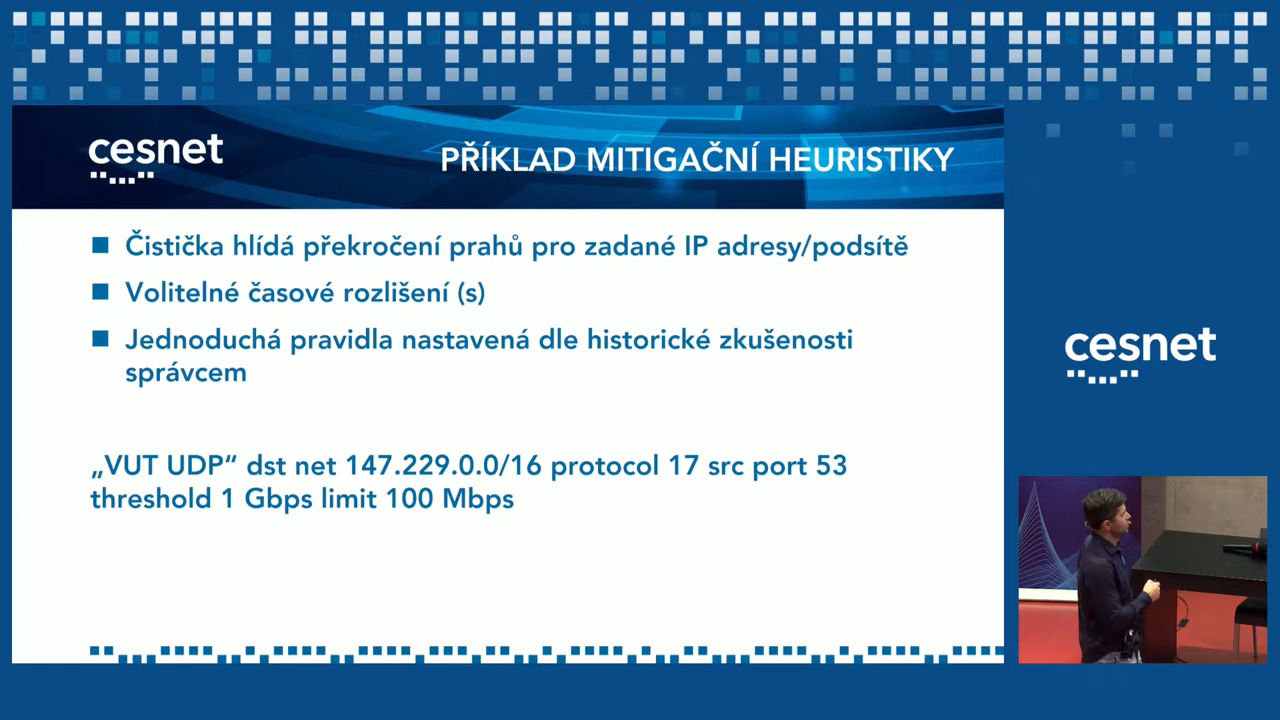 cesnet
PŘÍKLAD MITIGAČNÍ HEURISTIKY
Čistička hlídá překročení prahů pro zadané IP adresy/podsítě
Volitelné časové rozlišení (s)
Jednoduchá pravidla nastavená dle historické zkušenosti
správcem
„VUT UDP“ dst net 147.229.0.0/16 protocol 17 src port 53
threshold 1 Gbps limit 100 Mbps
cesnet